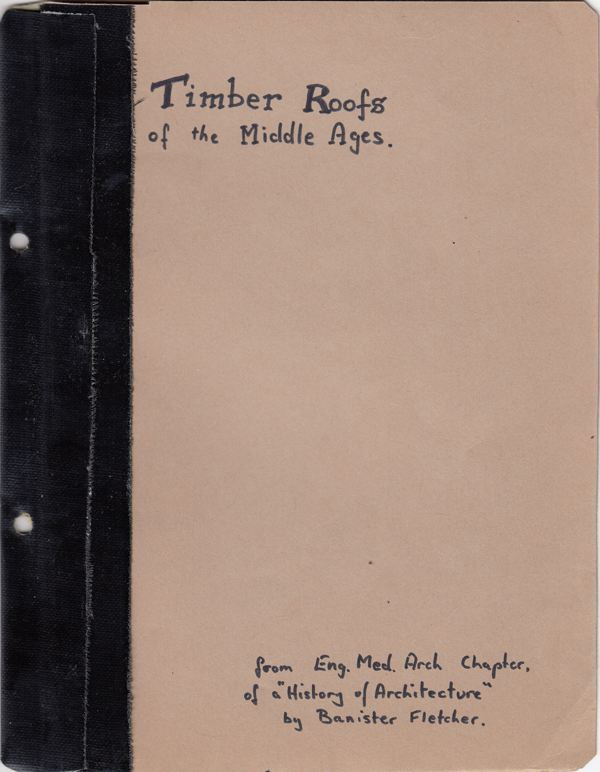 Timber Roofs
of the Middle Ages.
from Eng. Med. Arch Chapter,
of a "History of Architecture"
by Banister Fletcher.